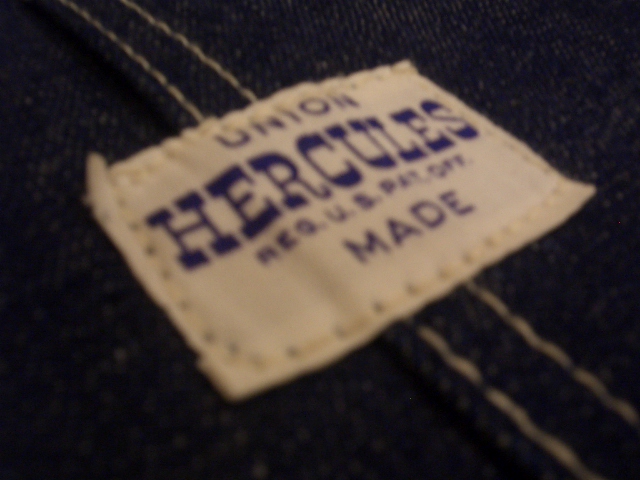 UNION
HERCULES
REG. U.S. PAT. OFF.
MADE